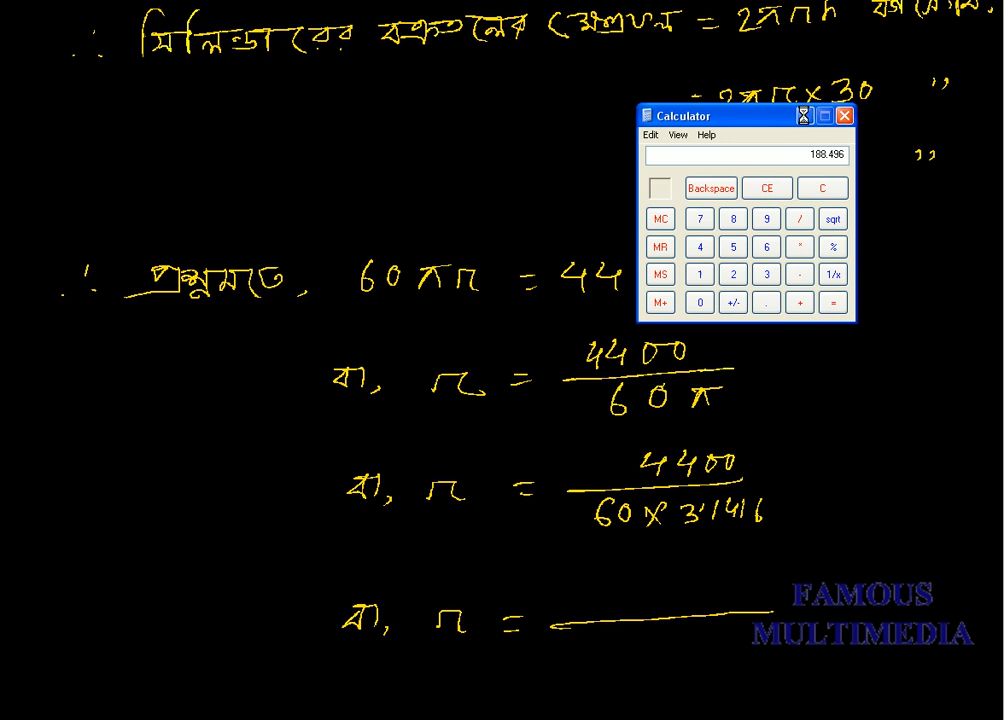 ∴ সিলিন্ডারের বক্রতলের ক্ষেত্রফল = 2πrh বর্গ সে.মি.
= 2πr × 30 ,,
,,
Calculator
Edit View Help
188.496
Backspace CE C
MC 7 8 9 / sqrt
MR 4 5 6 * %
MS 1 2 3 - 1/x
M+ 0 +/- . + =
∴ প্রশ্নমতে, 60πr = 44
বা, r = 4400 / 60π
বা, r = 4400 / 60 × 3.1416
বা, r =
FAMOUS
MULTIMEDIA